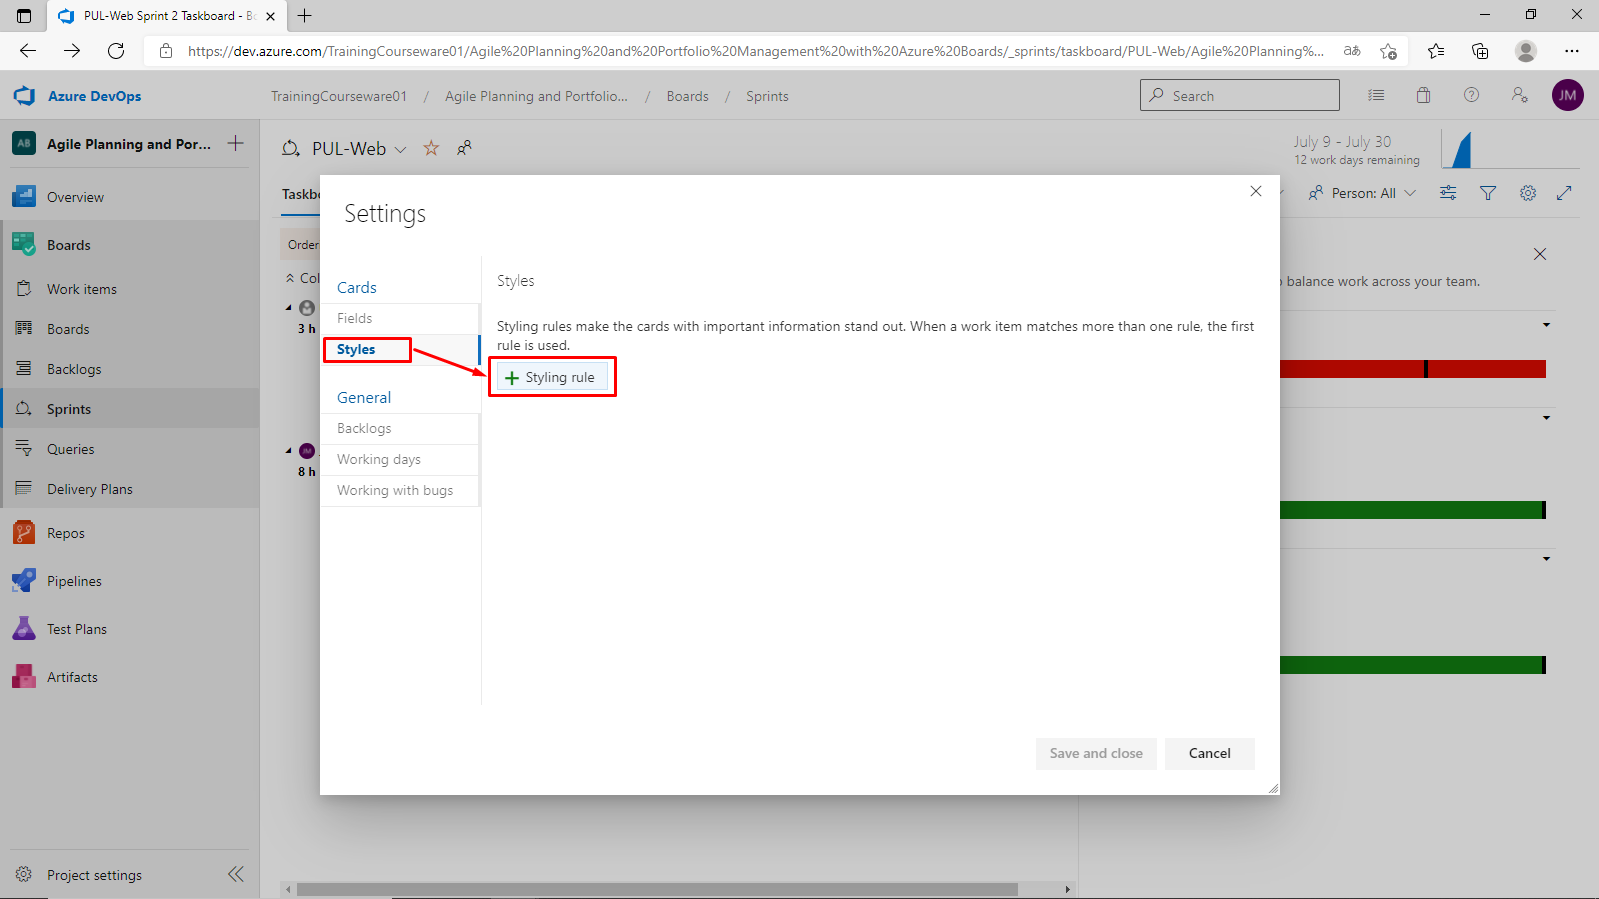 PUL-Web Sprint 2 Taskboard - Bo
https://dev.azure.com/TrainingCourseware01/Agile%20Planning%20and%20Portfolio%20Management%20with%20Azure%20Boards/_sprints/taskboard/PUL-Web/Agile%20Planning%...
Azure DevOps
TrainingCourseware01 / Agile Planning and Portfolio... / Boards / Sprints
Search
JM
AB Agile Planning and Por...
PUL-Web
July 9 - July 30
12 work days remaining
Overview
Taskbo
Person: All
Settings
Boards
Order
Work items
Col
balance work across your team.
Cards
Styles
Fields
3 h
Styling rules make the cards with important information stand out. When a work item matches more than one rule, the first
rule is used.
Boards
Styles
Backlogs
Styling rule
General
Sprints
Backlogs
Queries
JM
Working days
8 h
Delivery Plans
Working with bugs
Repos
Pipelines
Test Plans
Artifacts
Save and close
Cancel
Project settings